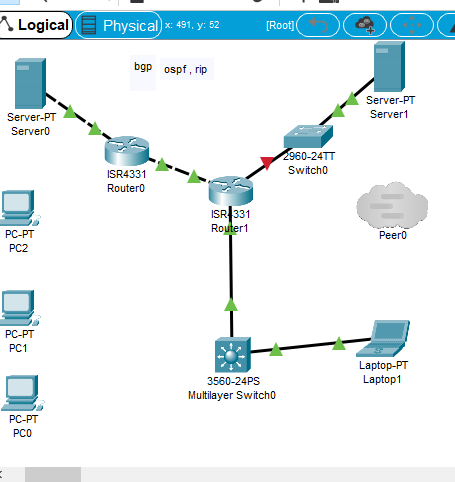 Logical
Physical
x: 491, y: 52
[Root]
bgp
ospf , rip
Server-PT
Server0
Server-PT
Server1
2960-24TT
Switch0
ISR4331
Router0
ISR4331
Router1
PC-PT
PC2
Peer0
PC-PT
PC1
Laptop-PT
Laptop1
3560-24PS
Multilayer Switch0
PC-PT
PC0